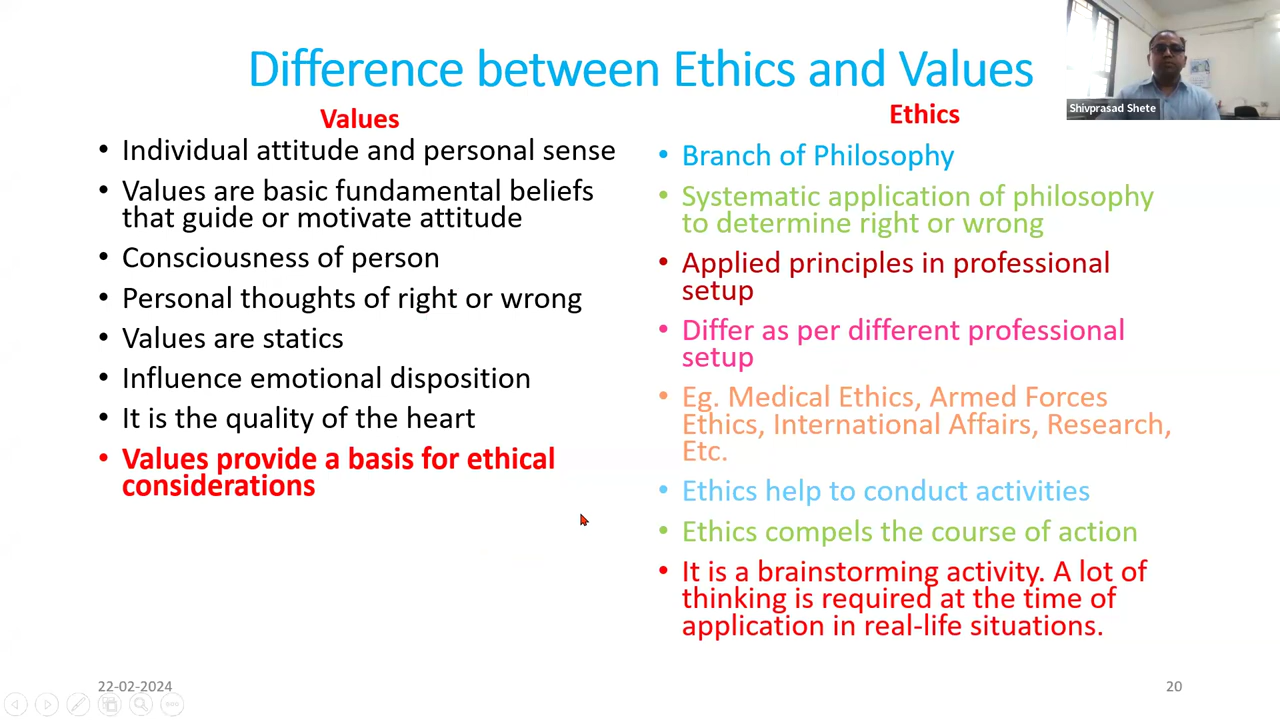 Difference between Ethics and Values
Shivprasad Shete
Values
• Individual attitude and personal sense
• Values are basic fundamental beliefs
that guide or motivate attitude
• Consciousness of person
• Personal thoughts of right or wrong
• Values are statics
• Influence emotional disposition
• It is the quality of the heart
• Values provide a basis for ethical
considerations
Ethics
• Branch of Philosophy
• Systematic application of philosophy
to determine right or wrong
• Applied principles in professional
setup
• Differ as per different professional
setup
• Eg. Medical Ethics, Armed Forces
Ethics, International Affairs, Research,
Etc.
• Ethics help to conduct activities
• Ethics compels the course of action
• It is a brainstorming activity. A lot of
thinking is required at the time of
application in real-life situations.
22-02-2024
20